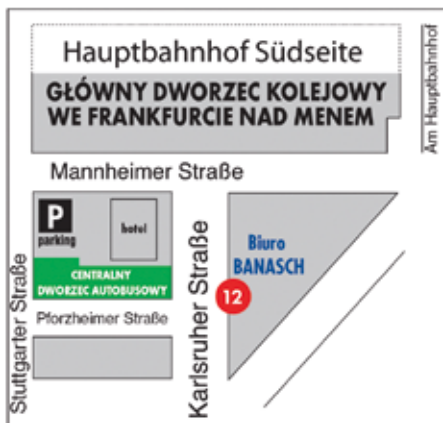 Hauptbahnhof Südseite
GŁÓWNY DWORZEC KOLEJOWY
WE FRANKFURCIE NAD MENEM
Am Hauptbahnhof
Mannheimer Straße
P
parking
hotel
CENTRALNY
DWORZEC AUTOBUSOWY
Pforzheimer Straße
Stuttgarter Straße
Karlsruher Straße
Biuro
BANASCH
12